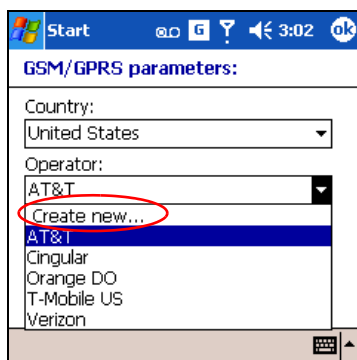 Start G 3:02 ok
GSM/GPRS parameters:
Country:
United States
Operator:
AT&T
Create new...
AT&T
Cingular
Orange DO
T-Mobile US
Verizon